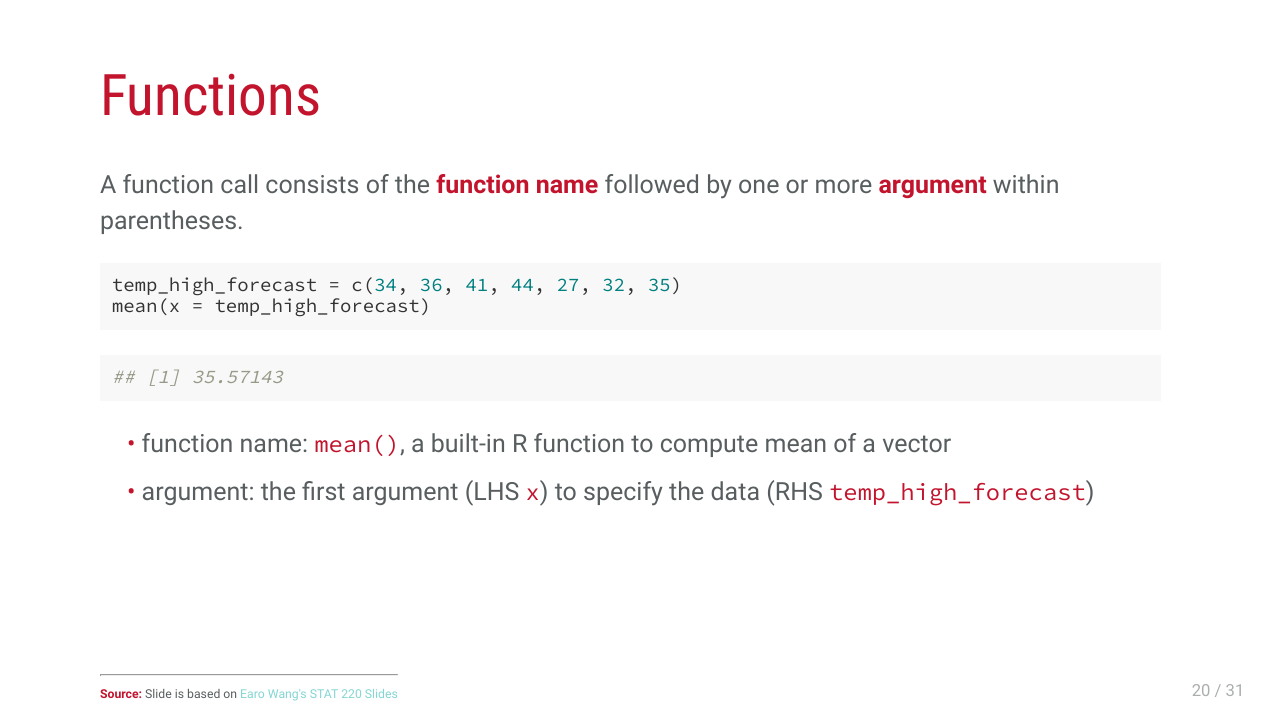 Functions
A function call consists of the function name followed by one or more argument within
parentheses.
temp_high_forecast = c(34, 36, 41, 44, 27, 32, 35)
mean(x = temp_high_forecast)
## [1] 35.57143
• function name: mean(), a built-in R function to compute mean of a vector
• argument: the first argument (LHS x) to specify the data (RHS temp_high_forecast)
Source: Slide is based on Earo Wang's STAT 220 Slides
20 / 31